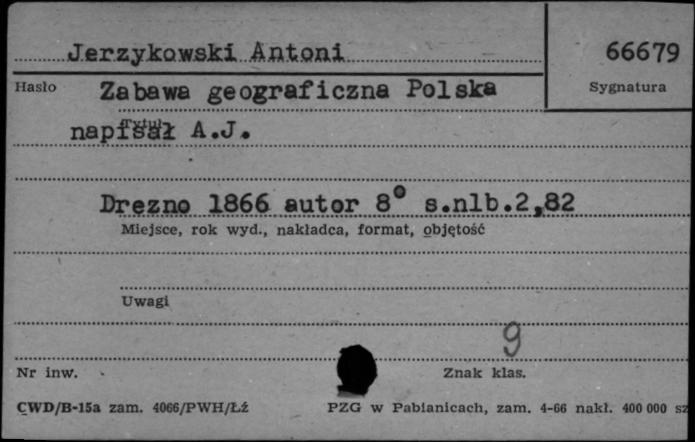 Jerzykowski Antoni
66679
Hasło
Sygnatura
Zabawa geograficzna Polska
napisał A.J.
Tytuł
Drezno 1866 autor 8° s.nlb.2,82
Miejsce, rok wyd., nakładca, format, objętość
Uwagi
9
Nr inw.
Znak klas.
CWD/B-15a zam. 4066/PWH/Łź
PZG w Pabianicach, zam. 4-66 nakł. 400 000 sz